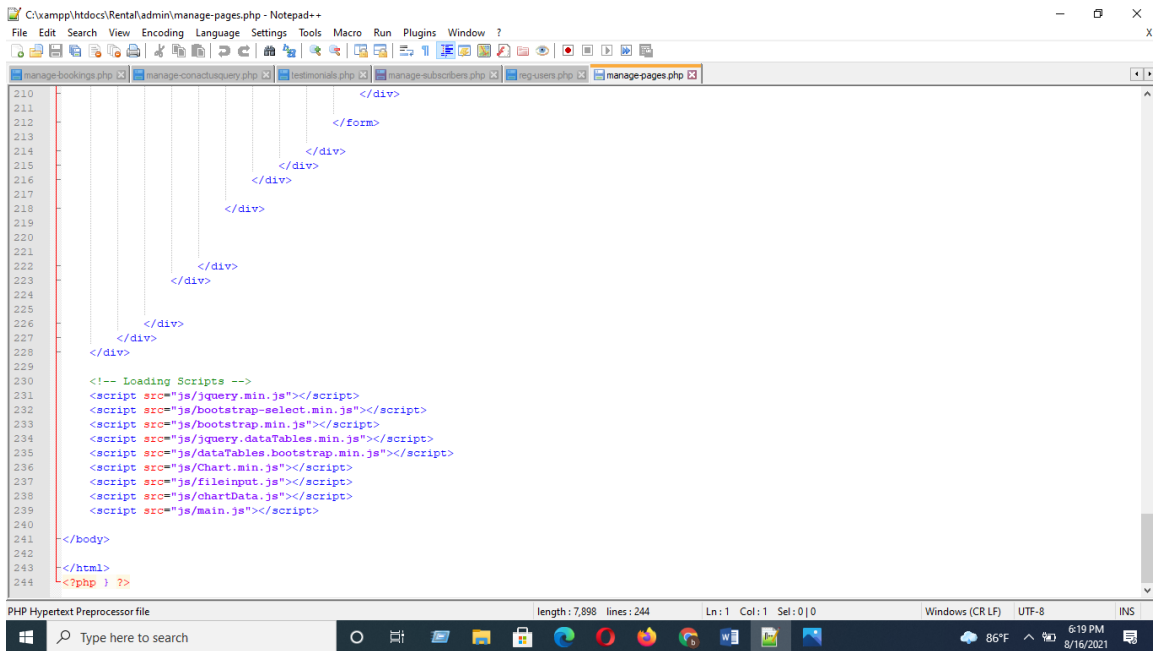 C:\xampp\htdocs\Rental\admin\manage-pages.php - Notepad++
File Edit Search View Encoding Language Settings Tools Macro Run Plugins Window ? X
manage-bookings.php manage-conactusquery.php testimonials.php manage-subscribers.php reg-users.php manage-pages.php
210 </div>
211
212 </form>
213
214 </div>
215 </div>
216 </div>
217
218 </div>
219
220
221
222 </div>
223 </div>
224
225
226 </div>
227 </div>
228 </div>
229
230 <!-- Loading Scripts -->
231 <script src="js/jquery.min.js"></script>
232 <script src="js/bootstrap-select.min.js"></script>
233 <script src="js/bootstrap.min.js"></script>
234 <script src="js/jquery.dataTables.min.js"></script>
235 <script src="js/dataTables.bootstrap.min.js"></script>
236 <script src="js/Chart.min.js"></script>
237 <script src="js/fileinput.js"></script>
238 <script src="js/chartData.js"></script>
239 <script src="js/main.js"></script>
240
241 </body>
242
243 </html>
244 <?php } ?>
PHP Hypertext Preprocessor file length : 7,898 lines : 244 Ln : 1 Col : 1 Sel : 0 | 0 Windows (CR LF) UTF-8 INS
Type here to search 86°F 6:19 PM
8/16/2021